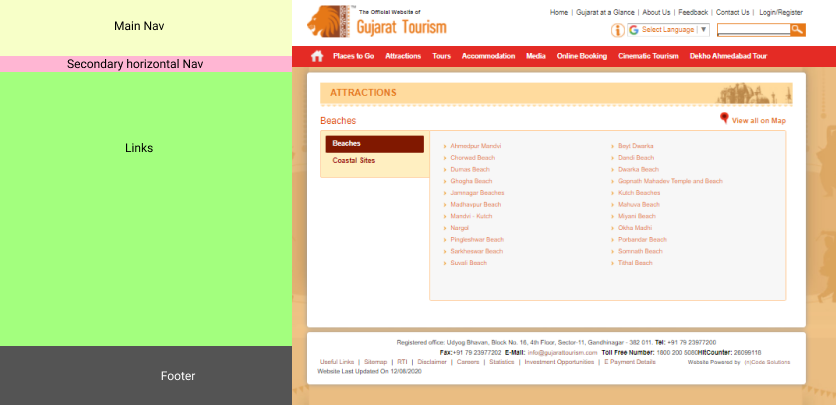 Main Nav
Secondary horizontal Nav
Links
Footer
The Official Website of
Gujarat Tourism
Home | Gujarat at a Glance | About Us | Feedback | Contact Us | Login/Register
Select Language | ▼
Places to Go Attractions Tours Accommodation Media Online Booking Cinematic Tourism Dekho Ahmedabad Tour
ATTRACTIONS
Beaches
View all on Map
Beaches
Coastal Sites
Ahmedpur Mandvi
Chorwad Beach
Dumas Beach
Ghogha Beach
Jamnagar Beaches
Madhavpur Beach
Mandvi - Kutch
Nargol
Pingleshwar Beach
Sarkheswar Beach
Suvali Beach
Beyt Dwarka
Dandi Beach
Dwarka Beach
Gopnath Mahadev Temple and Beach
Kutch Beaches
Mahuva Beach
Miyani Beach
Okha Madhi
Porbandar Beach
Somnath Beach
Tithal Beach
Registered office: Udyog Bhavan, Block No. 16, 4th Floor, Sector-11, Gandhinagar - 382 011. Tel: +91 79 23977200
Fax:+91 79 23977202 E-Mail: info@gujarattourism.com Toll Free Number: 1800 200 5080HitCounter: 26099118
Useful Links | Sitemap | RTI | Disclaimer | Careers | Statistics | Investment Opportunities | E Payment Details Website Powered by (n)Code Solutions
Website Last Updated On 12/08/2020